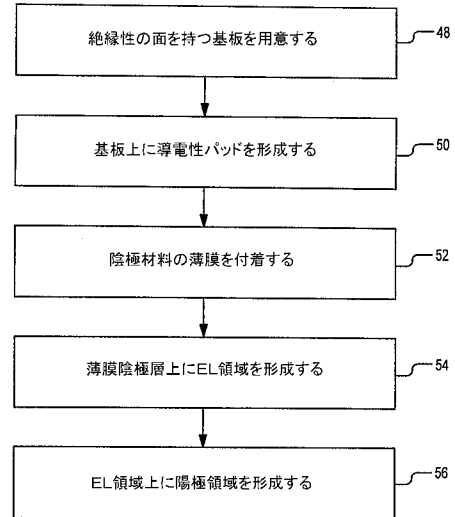 絶縁性の面を持つ基板を用意する
48
基板上に導電性パッドを形成する
50
陰極材料の薄膜を付着する
52
薄膜陰極層上にEL領域を形成する
54
EL領域上に陽極領域を形成する
56